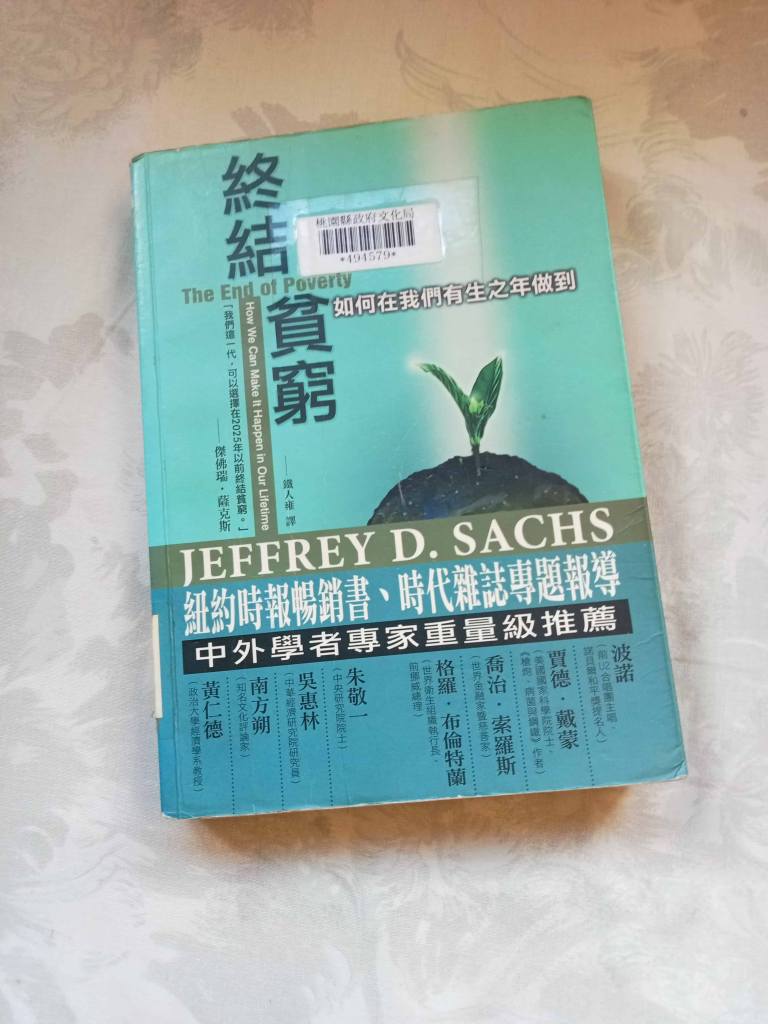 終結貧窮
桃園縣政府文化局
*494579*
The End of Poverty
如何在我們有生之年做到
How We Can Make It Happen in Our Lifetime
「我們這一代，可以選擇在2025年以前終結貧窮。」
——傑佛瑞·薩克斯
——鐵人雍 譯
JEFFREY D. SACHS
紐約時報暢銷書、時代雜誌專題報導
中外學者專家重量級推薦
波諾
（前U2合唱團主唱、
諾貝爾和平獎提名人）
賈德·戴蒙
（美國國家科學院院士、
《槍炮、病菌與鋼鐵》作者）
喬治·索羅斯
（世界金融家暨慈善家）
格羅·布倫特蘭
（世界衛生組織執行長、
前挪威總理）
朱敬一
（中央研究院院士）
吳惠林
（中華經濟研究院研究員）
南方朔
（知名文化評論家）
黃仁德
（政治大學經濟學系教授）